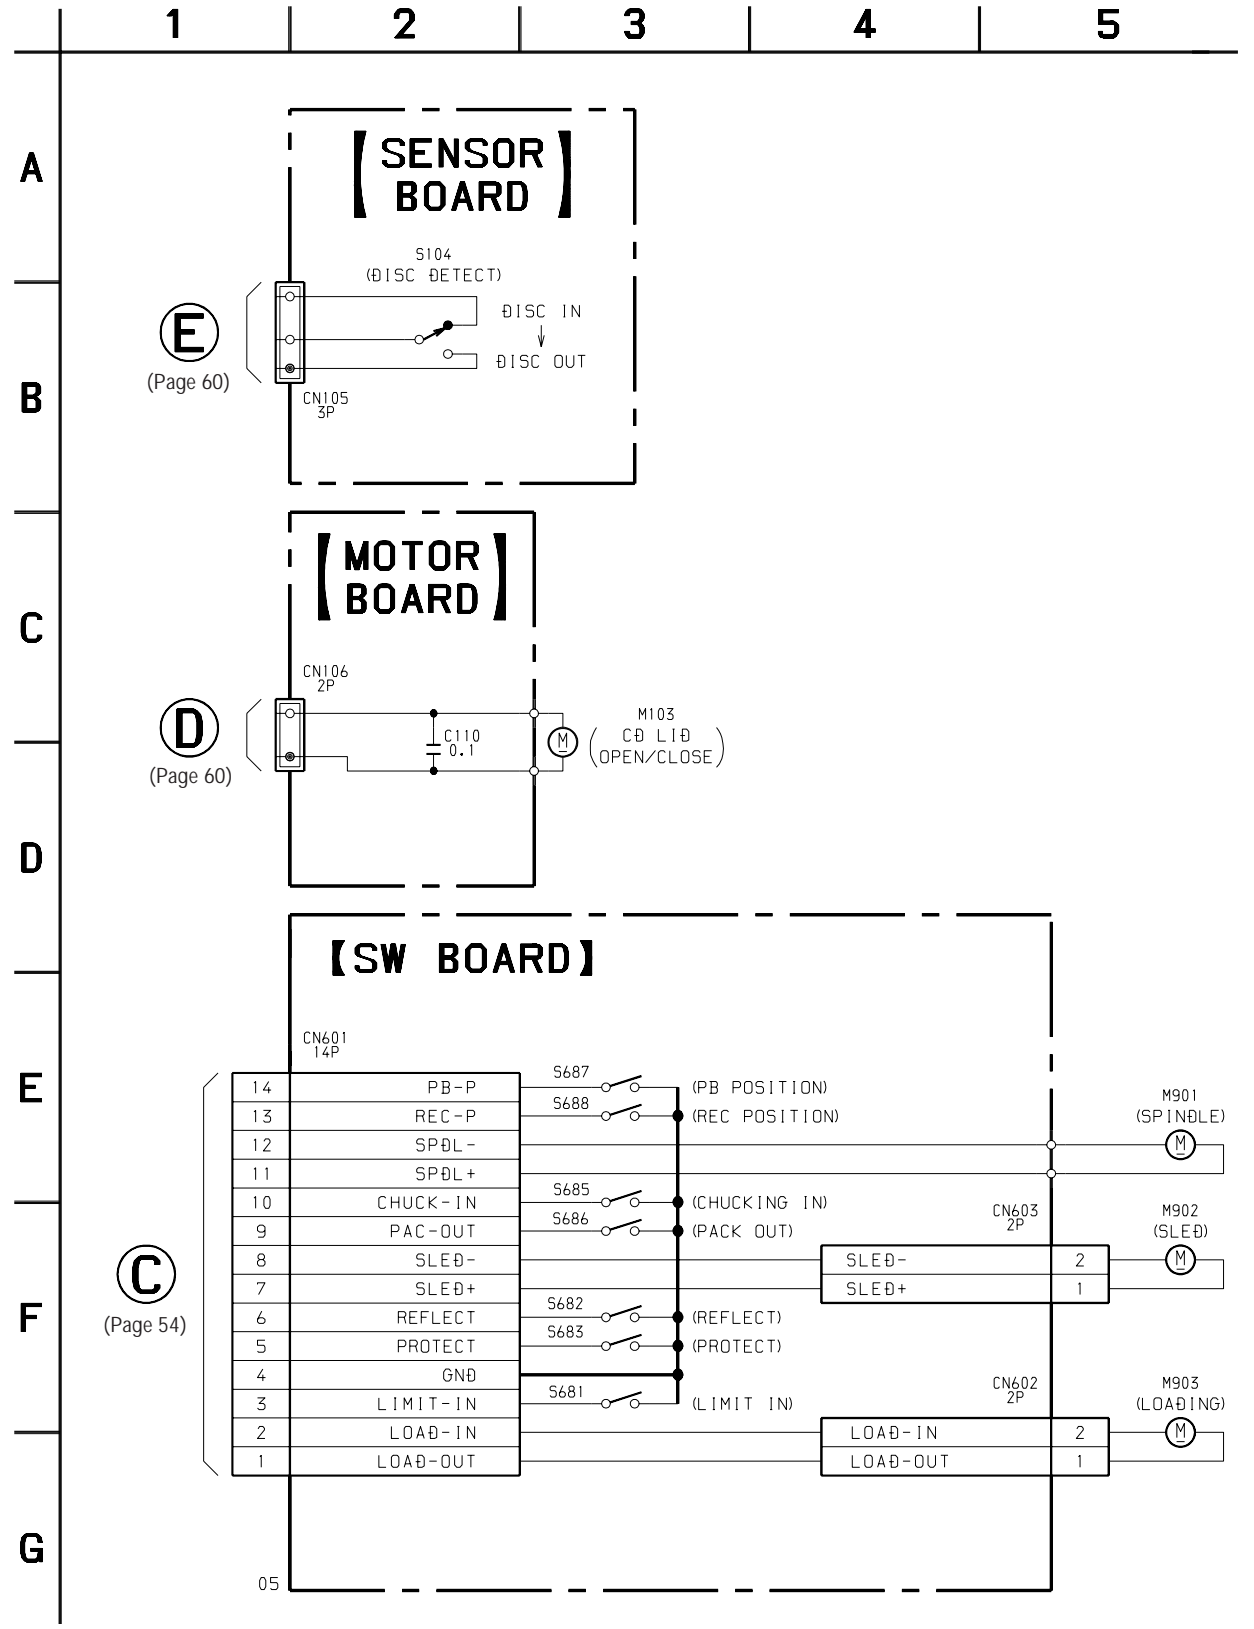 1 2 3 4 5
A
【SENSOR
BOARD】
S104
(DISC DETECT)
B
E
(Page 60)
DISC IN
DISC OUT
CN105
3P
C
【MOTOR
BOARD】
CN106
2P
D
(Page 60)
C110
0.1
M
M103
(CD LID
OPEN/CLOSE)
D
【SW BOARD】
E
CN601
14P
14 PB-P S687 (PB POSITION)
13 REC-P S688 (REC POSITION)
M901
(SPINDLE)
12 SPDL- M
11 SPDL+
10 CHUCK-IN S685 (CHUCKING IN)
9 PAC-OUT S686 (PACK OUT)
CN603
2P
M902
(SLED)
F
C
(Page 54)
8 SLED- SLED- 2 M
7 SLED+ SLED+ 1
6 REFLECT S682 (REFLECT)
5 PROTECT S683 (PROTECT)
4 GND
3 LIMIT-IN S681 (LIMIT IN)
CN602
2P
M903
(LOADING)
2 LOAD-IN LOAD-IN 2 M
1 LOAD-OUT LOAD-OUT 1
G
05